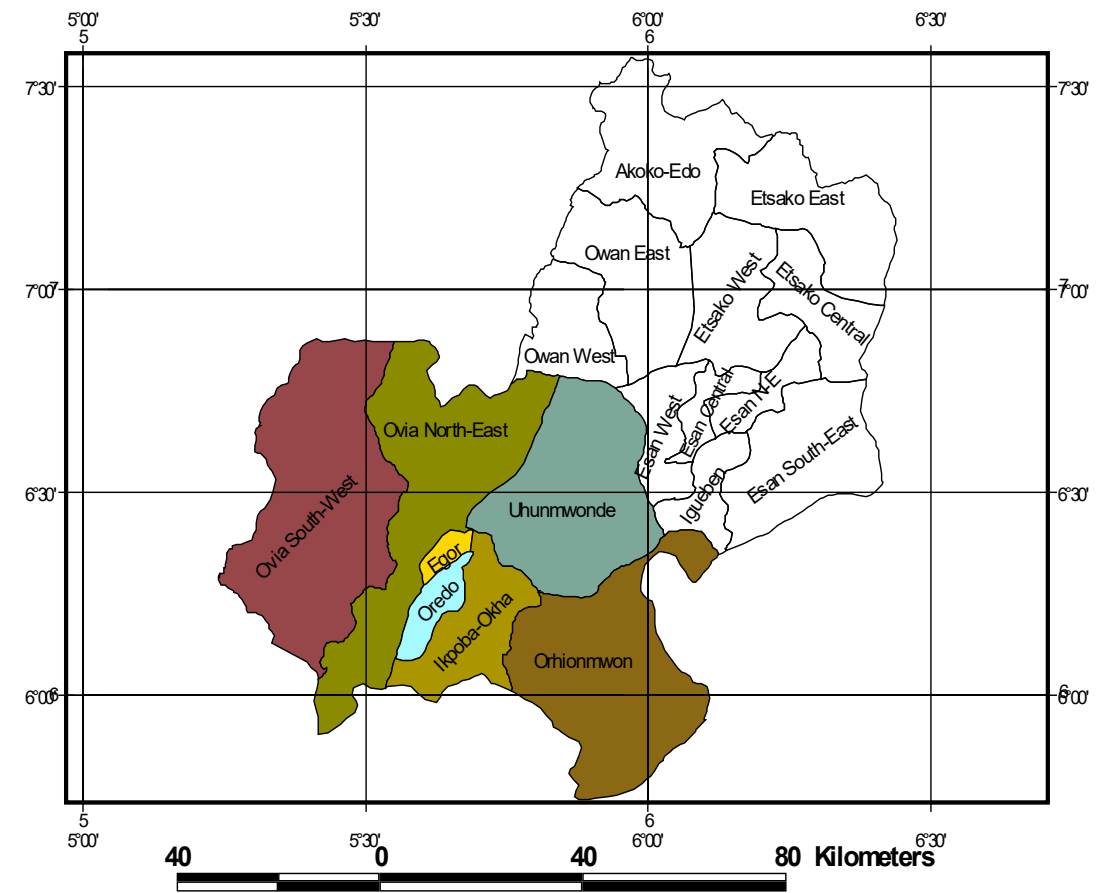 5°00' 5°30' 6°00' 6°30'
5 6
7°30' 7°30'
Akoko-Edo
Etsako East
Owan East
Etsako West
Etsako Central
7°00' 7 7°00'
Owan West
Esan West
Esan Central
Esan N-E
Esan South-East
Ovia North-East
Igueben
6°30' 6°30'
Ovia South-West
Uhunmwonde
Egor
Oredo
Ikpoba-Okha
Orhionmwon
6°00' 6 6°00' 6
5 6
5°00' 5°30' 6°00' 6°30'
40 0 40 80 Kilometers